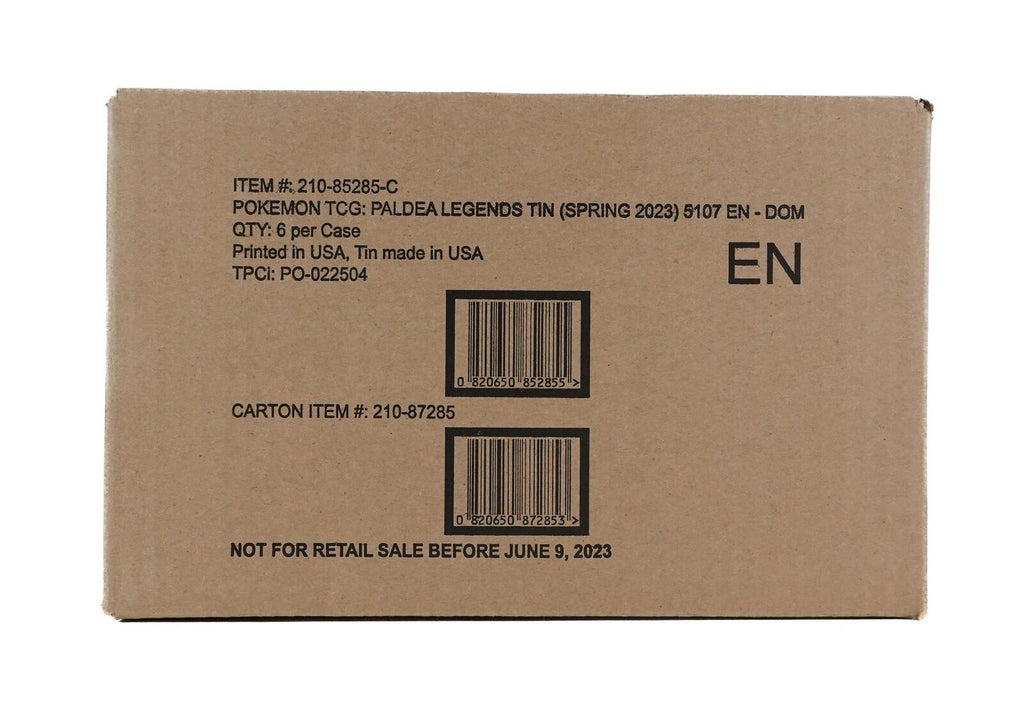 ITEM #: 210-85285-C
POKEMON TCG: PALDEA LEGENDS TIN (SPRING 2023) 5107 EN - DOM
QTY: 6 per Case
Printed in USA, Tin made in USA
EN
TPCi: PO-022504
0 820650 852855 >
CARTON ITEM #: 210-87285
0 820650 872853 >
NOT FOR RETAIL SALE BEFORE JUNE 9, 2023